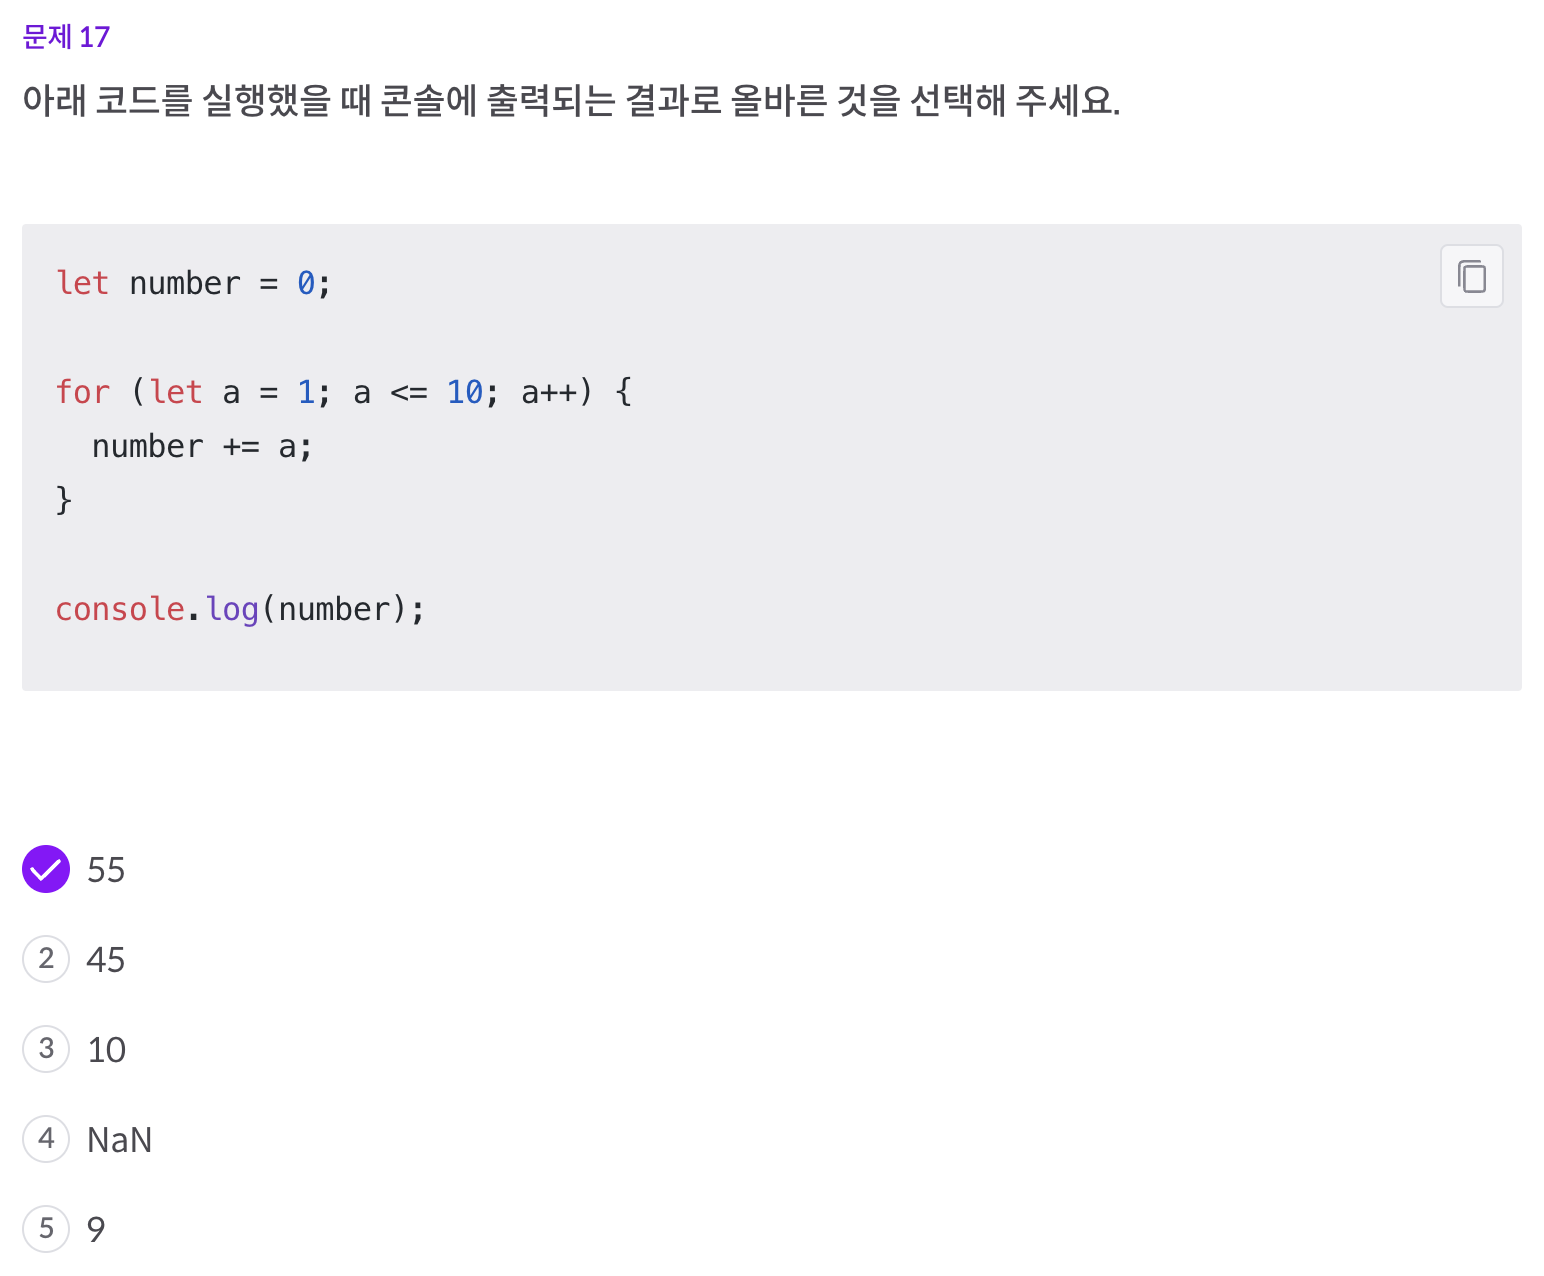 문제 17
아래 코드를 실행했을 때 콘솔에 출력되는 결과로 올바른 것을 선택해 주세요.
let number = 0;
for (let a = 1; a <= 10; a++) {
  number += a;
}
console.log(number);
55
2 45
3 10
4 NaN
5 9